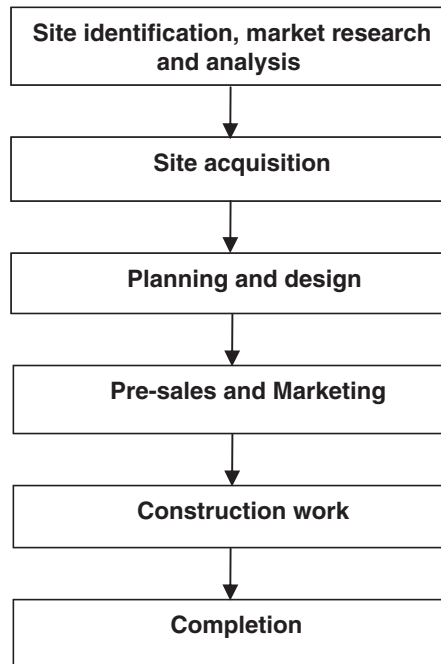 Site identification, market research
and analysis
Site acquisition
Planning and design
Pre-sales and Marketing
Construction work
Completion